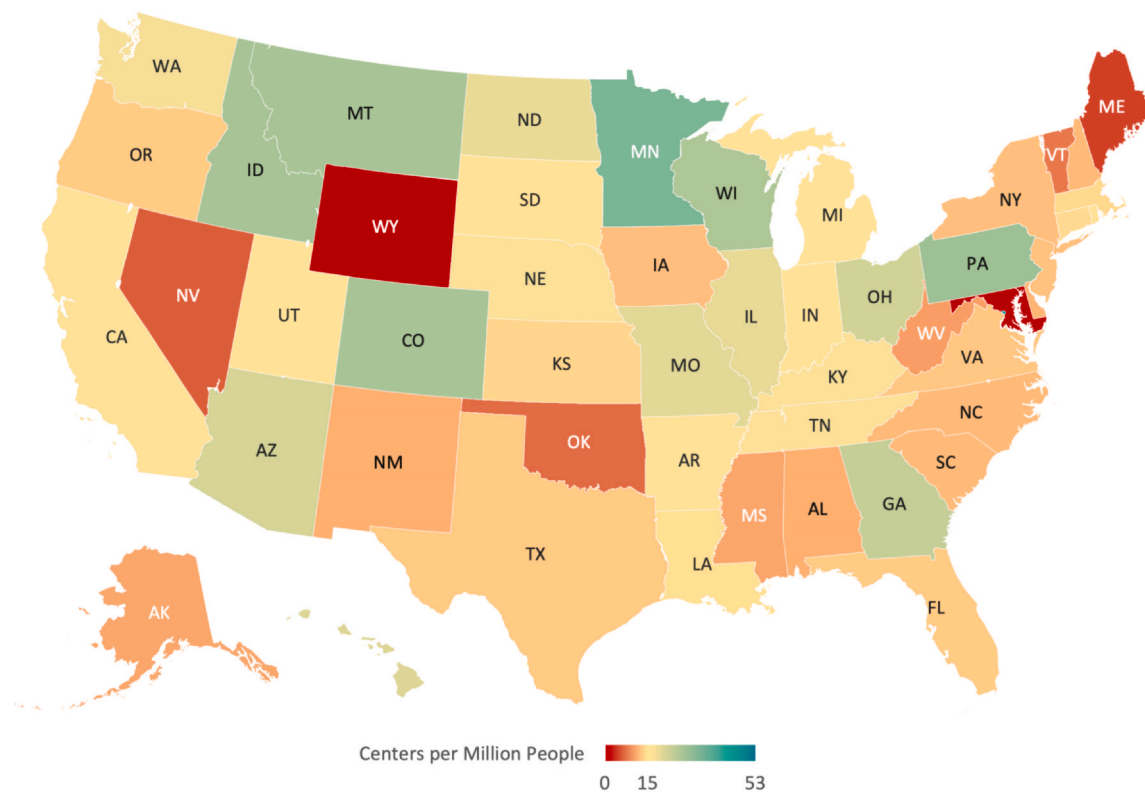 WA
MT
ND
MN
ME
OR
ID
VT
WI
SD
NY
MI
WY
IA
PA
NE
NV
OH
UT
IL
IN
CA
CO
WV
VA
KS
MO
KY
NC
TN
AZ
OK
AR
SC
NM
GA
MS
AL
TX
LA
FL
AK
Centers per Million People
0 15 53